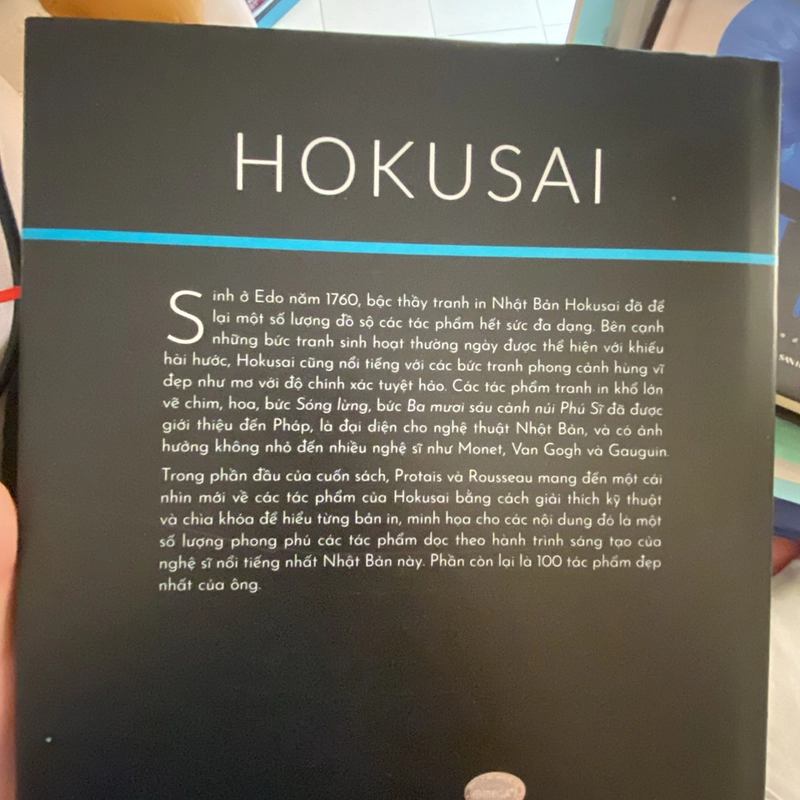 HOKUSAI
Sinh ở Edo năm 1760, bậc thầy tranh in Nhật Bản Hokusai đã để
lại một số lượng đồ sộ các tác phẩm hết sức đa dạng. Bên cạnh
những bức tranh sinh hoạt thường ngày được thể hiện với khiếu
hài hước, Hokusai cũng nổi tiếng với các bức tranh phong cảnh hùng vĩ
đẹp như mơ với độ chính xác tuyệt hảo. Các tác phẩm tranh in khổ lớn
vẽ chim, hoa, bức Sóng lừng, bức Ba mươi sáu cảnh núi Phú Sĩ đã được
giới thiệu đến Pháp, là đại diện cho nghệ thuật Nhật Bản, và có ảnh
hưởng không nhỏ đến nhiều nghệ sĩ như Monet, Van Gogh và Gauguin.
Trong phần đầu của cuốn sách, Protais và Rousseau mang đến một cái
nhìn mới về các tác phẩm của Hokusai bằng cách giải thích kỹ thuật
và chìa khóa để hiểu từng bản in, minh họa cho các nội dung đó là một
số lượng phong phú các tác phẩm dọc theo hành trình sáng tạo của
nghệ sĩ nổi tiếng nhất Nhật Bản này. Phần còn lại là 100 tác phẩm đẹp
nhất của ông.